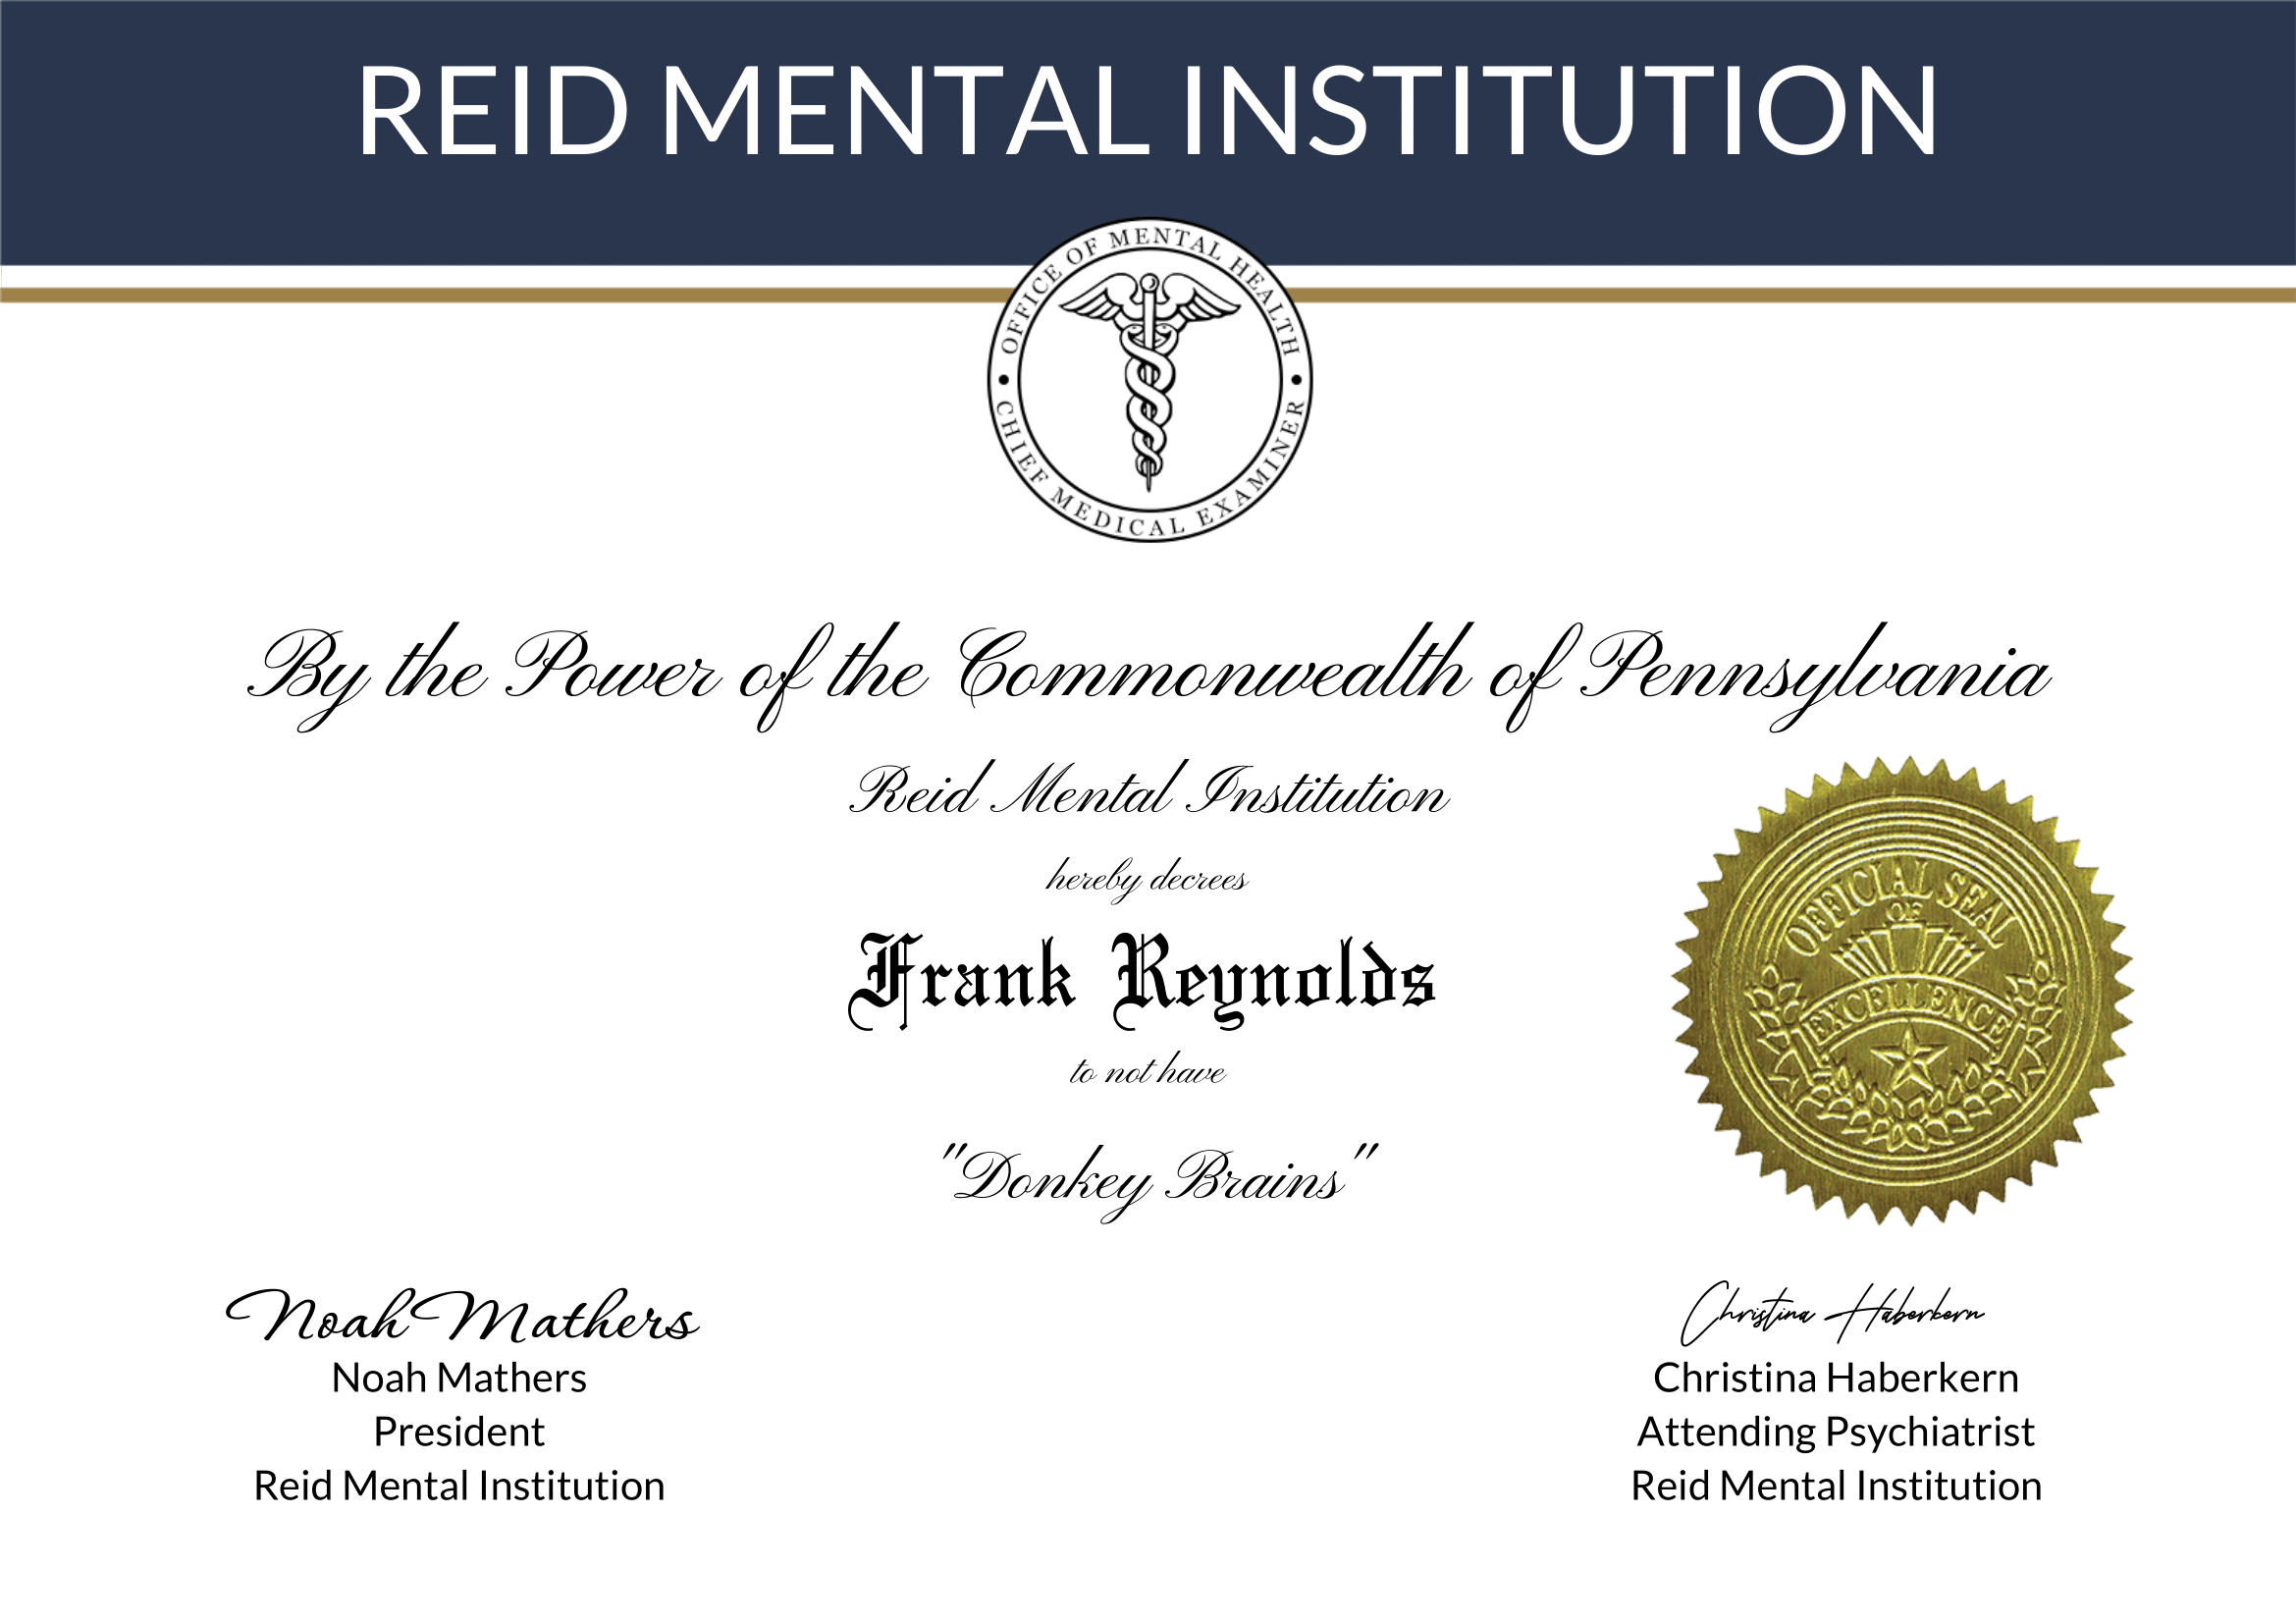 REID MENTAL INSTITUTION
OFFICE OF MENTAL HEALTH
CHIEF MEDICAL EXAMINER
By the Power of the Commonwealth of Pennsylvania
Reid Mental Institution
hereby decrees
Frank Reynolds
to not have
"Donkey Brains"
OFFICIAL SEAL
OF
EXCELLENCE
Noah Mathers
Noah Mathers
President
Reid Mental Institution
Christina Haberkern
Christina Haberkern
Attending Psychiatrist
Reid Mental Institution